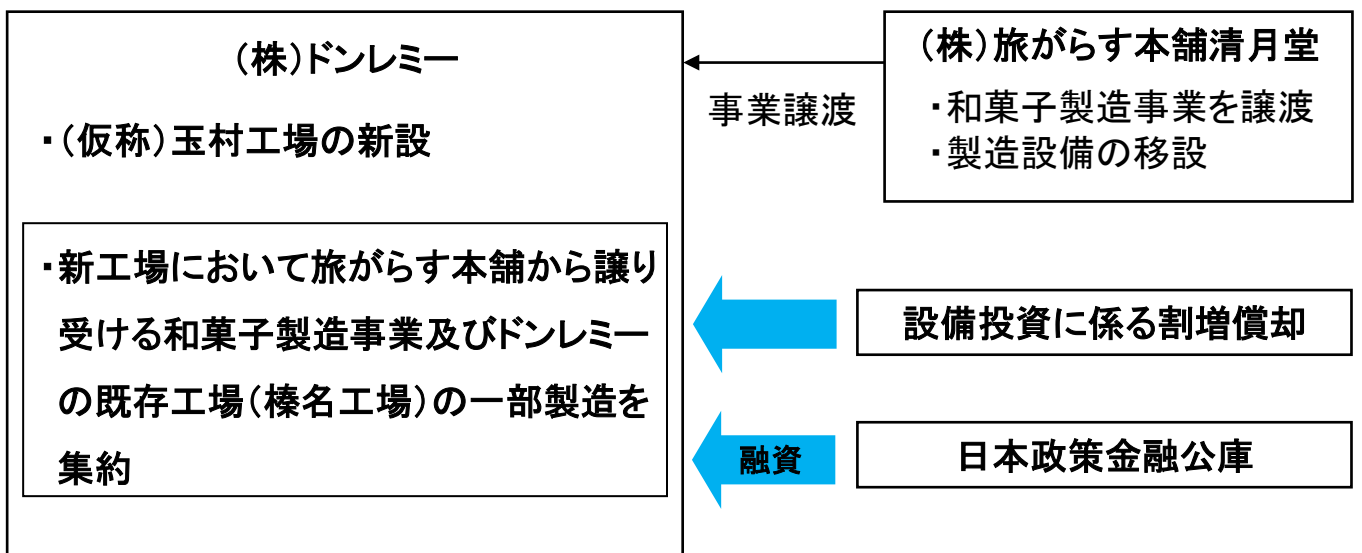 (株)ドンレミー
・(仮称)玉村工場の新設
・新工場において旅がらす本舗から譲り
受ける和菓子製造事業及びドンレミー
の既存工場(榛名工場)の一部製造を
集約
事業譲渡
(株)旅がらす本舗清月堂
・和菓子製造事業を譲渡
・製造設備の移設
設備投資に係る割増償却
融資
日本政策金融公庫